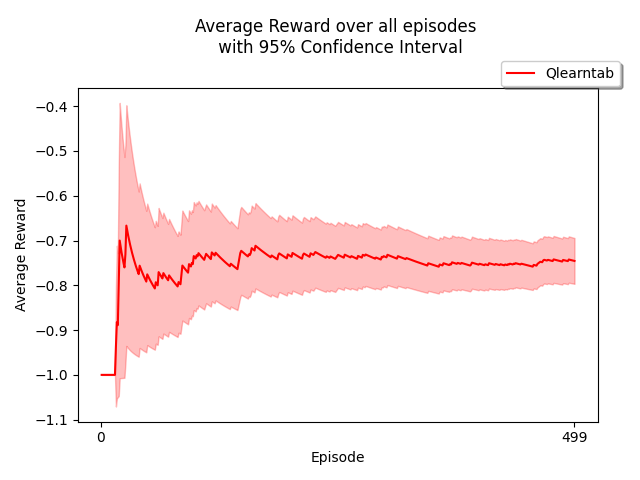 Average Reward over all episodes
with 95% Confidence Interval
Qlearntab
Average Reward
−0.4
−0.5
−0.6
−0.7
−0.8
−0.9
−1.0
−1.1
0
499
Episode